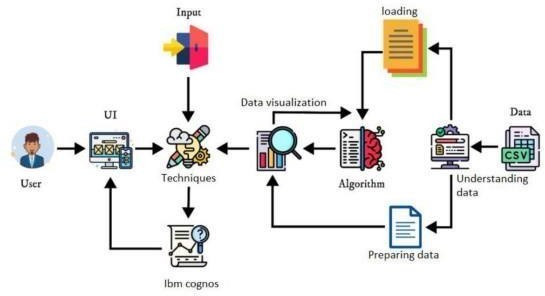 Input
loading
UI
Data visualization
Data
CSV
User
Techniques
Algorithm
Understanding
data
Preparing data
Ibm cognos